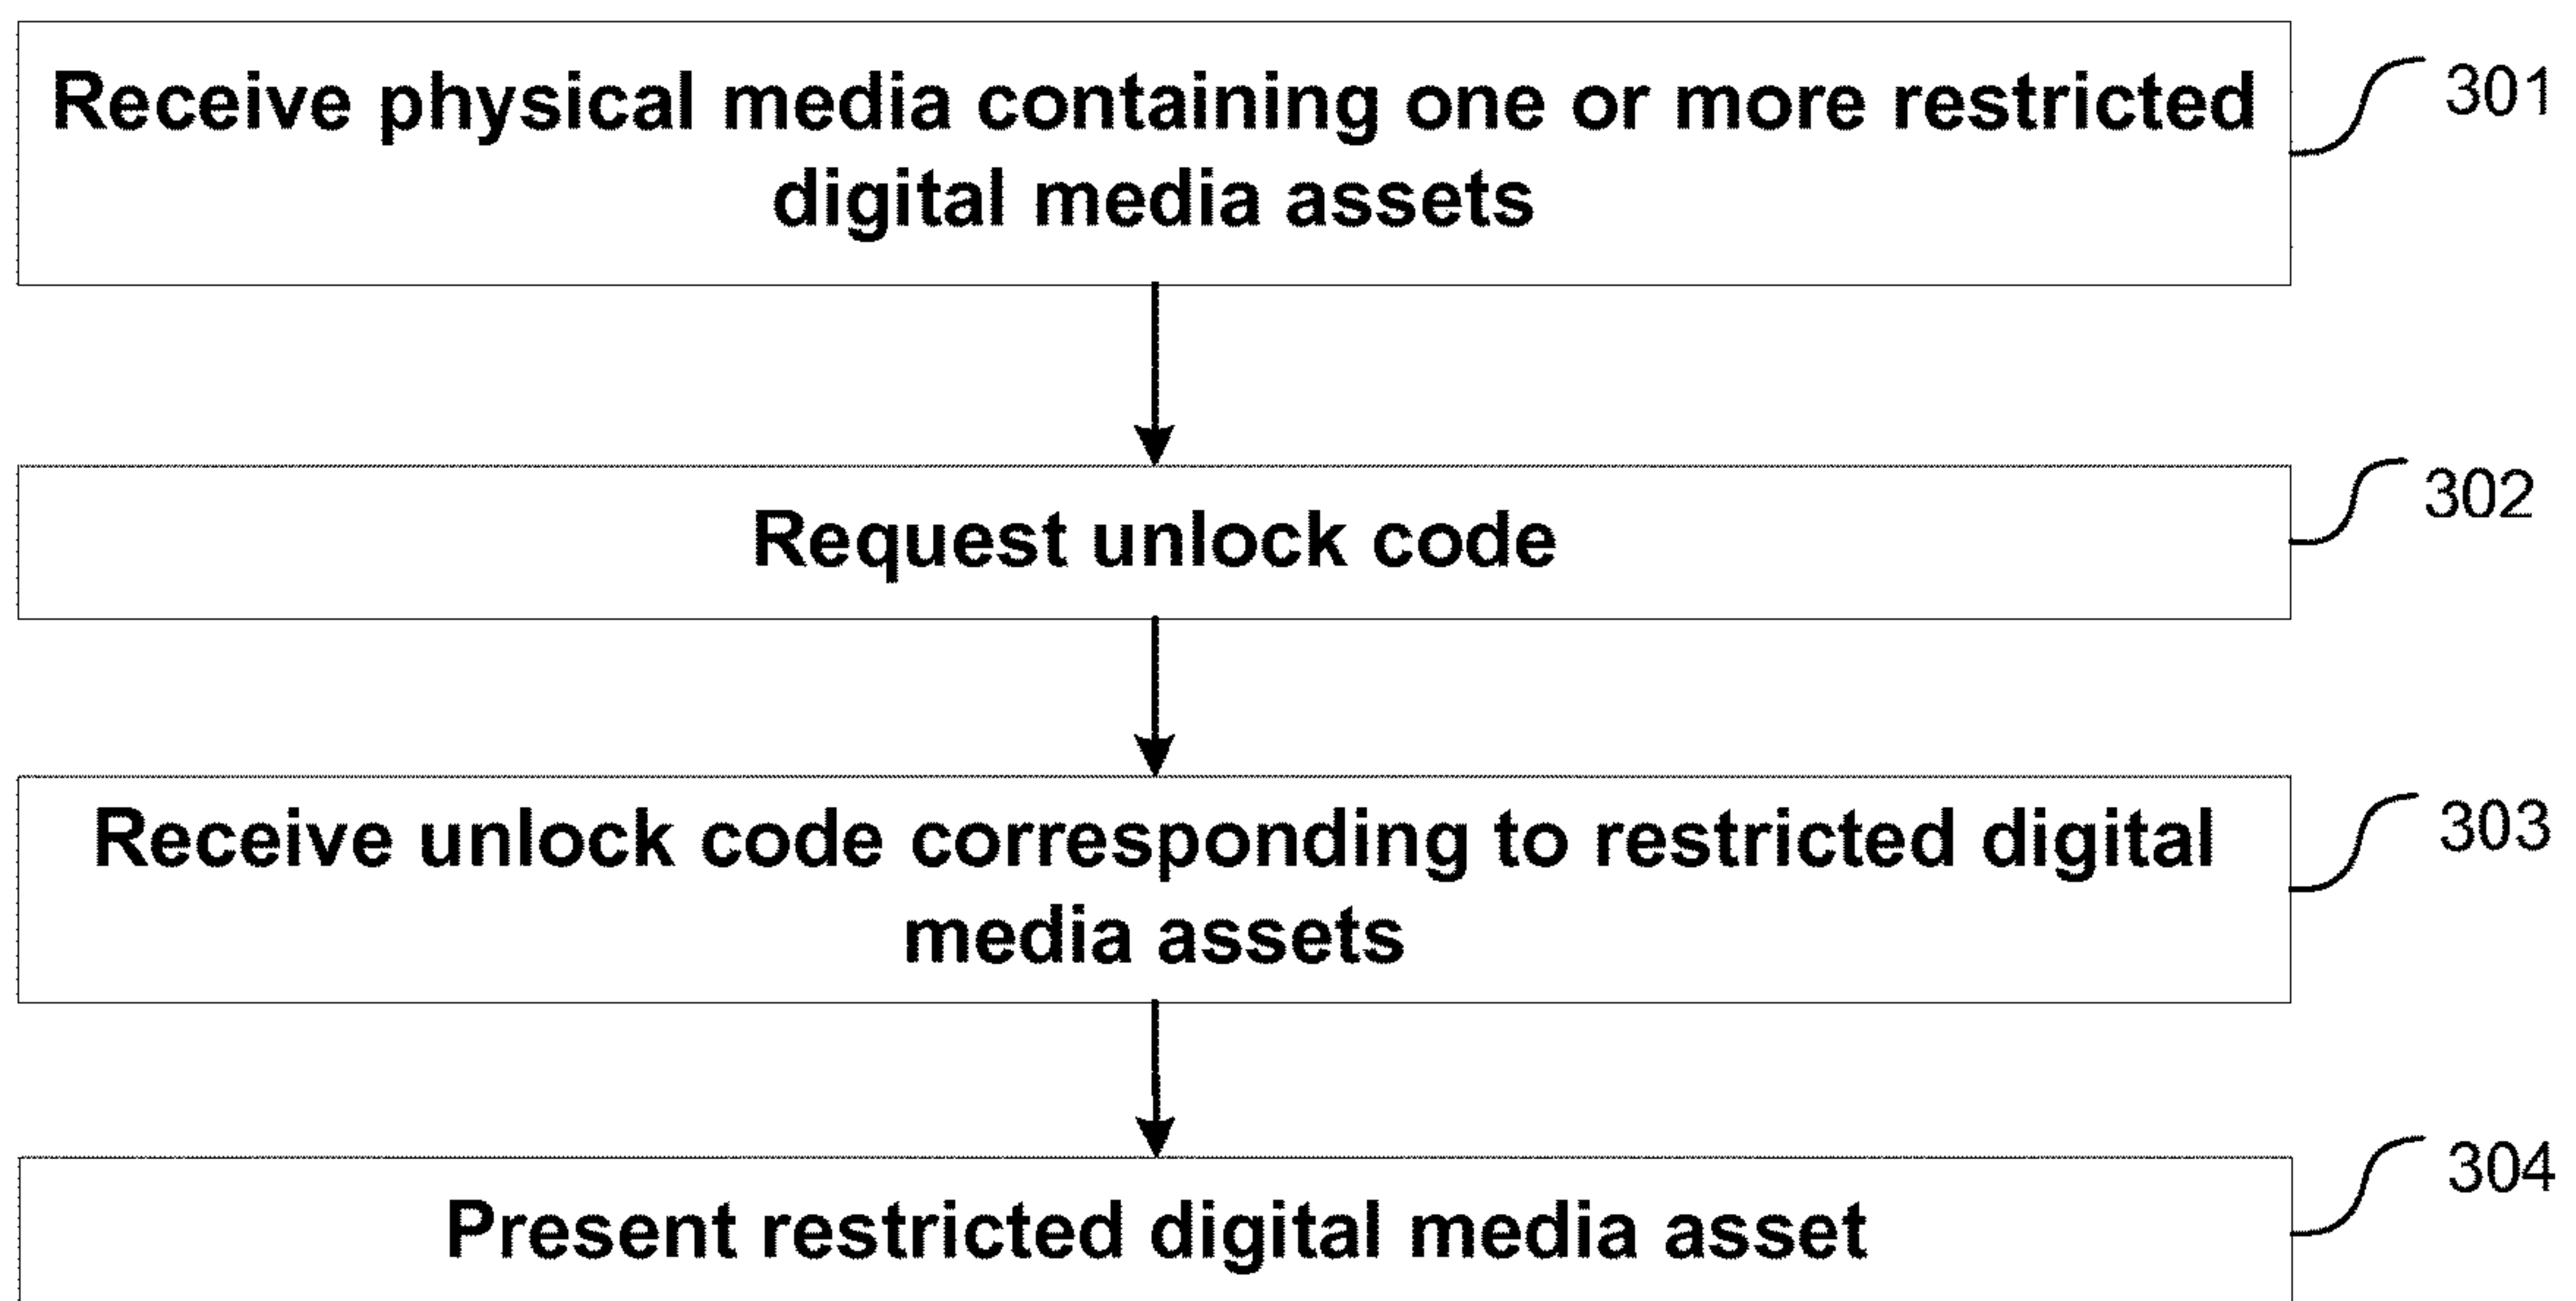 Receive physical media containing one or more restricted
digital media assets
301
Request unlock code
302
Receive unlock code corresponding to restricted digital
media assets
303
Present restricted digital media asset
304